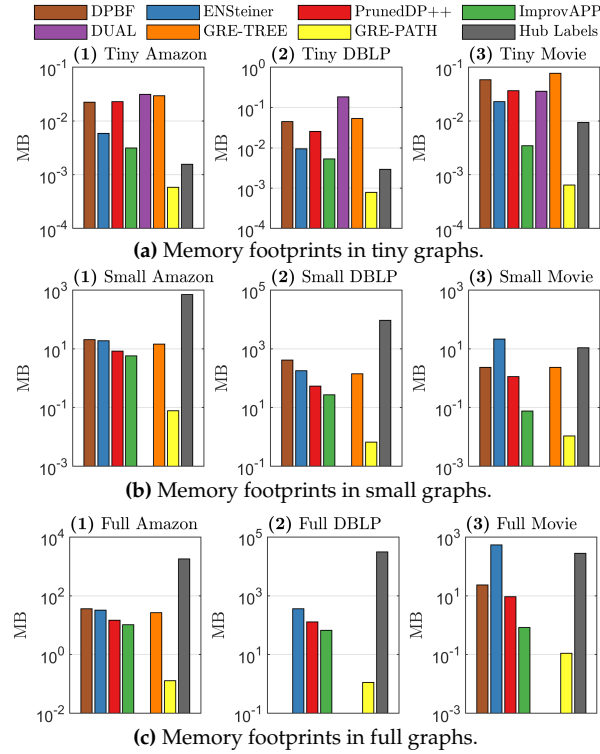 DPBF ENSteiner PrunedDP++ ImprovAPP
DUAL GRE-TREE GRE-PATH Hub Labels
(1) Tiny Amazon (2) Tiny DBLP (3) Tiny Movie
MB 10^-1 10^-2 10^-3 10^-4
MB 10^0 10^-1 10^-2 10^-3 10^-4
MB 10^-1 10^-2 10^-3 10^-4
(a) Memory footprints in tiny graphs.
(1) Small Amazon (2) Small DBLP (3) Small Movie
MB 10^3 10^1 10^-1 10^-3
MB 10^5 10^3 10^1 10^-1
MB 10^3 10^1 10^-1 10^-3
(b) Memory footprints in small graphs.
(1) Full Amazon (2) Full DBLP (3) Full Movie
MB 10^4 10^2 10^0 10^-2
MB 10^5 10^3 10^1 10^-1
MB 10^3 10^1 10^-1 10^-3
(c) Memory footprints in full graphs.